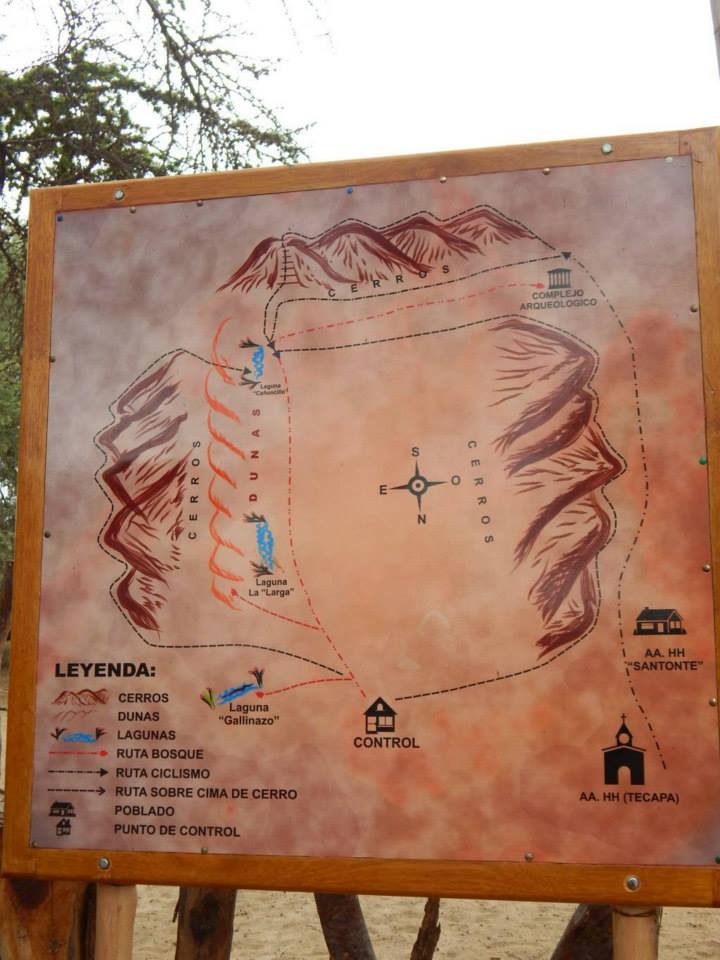 CERROS
COMPLEJO
ARQUEOLOGICO
Laguna
"Cañoncillo"
DUNAS
CERROS
CERROS
S
E O
N
Laguna
La "Larga"
AA. HH
"SANTONTE"
Laguna
"Gallinazo"
CONTROL
AA. HH (TECAPA)
LEYENDA:
CERROS
DUNAS
LAGUNAS
RUTA BOSQUE
RUTA CICLISMO
RUTA SOBRE CIMA DE CERRO
POBLADO
PUNTO DE CONTROL